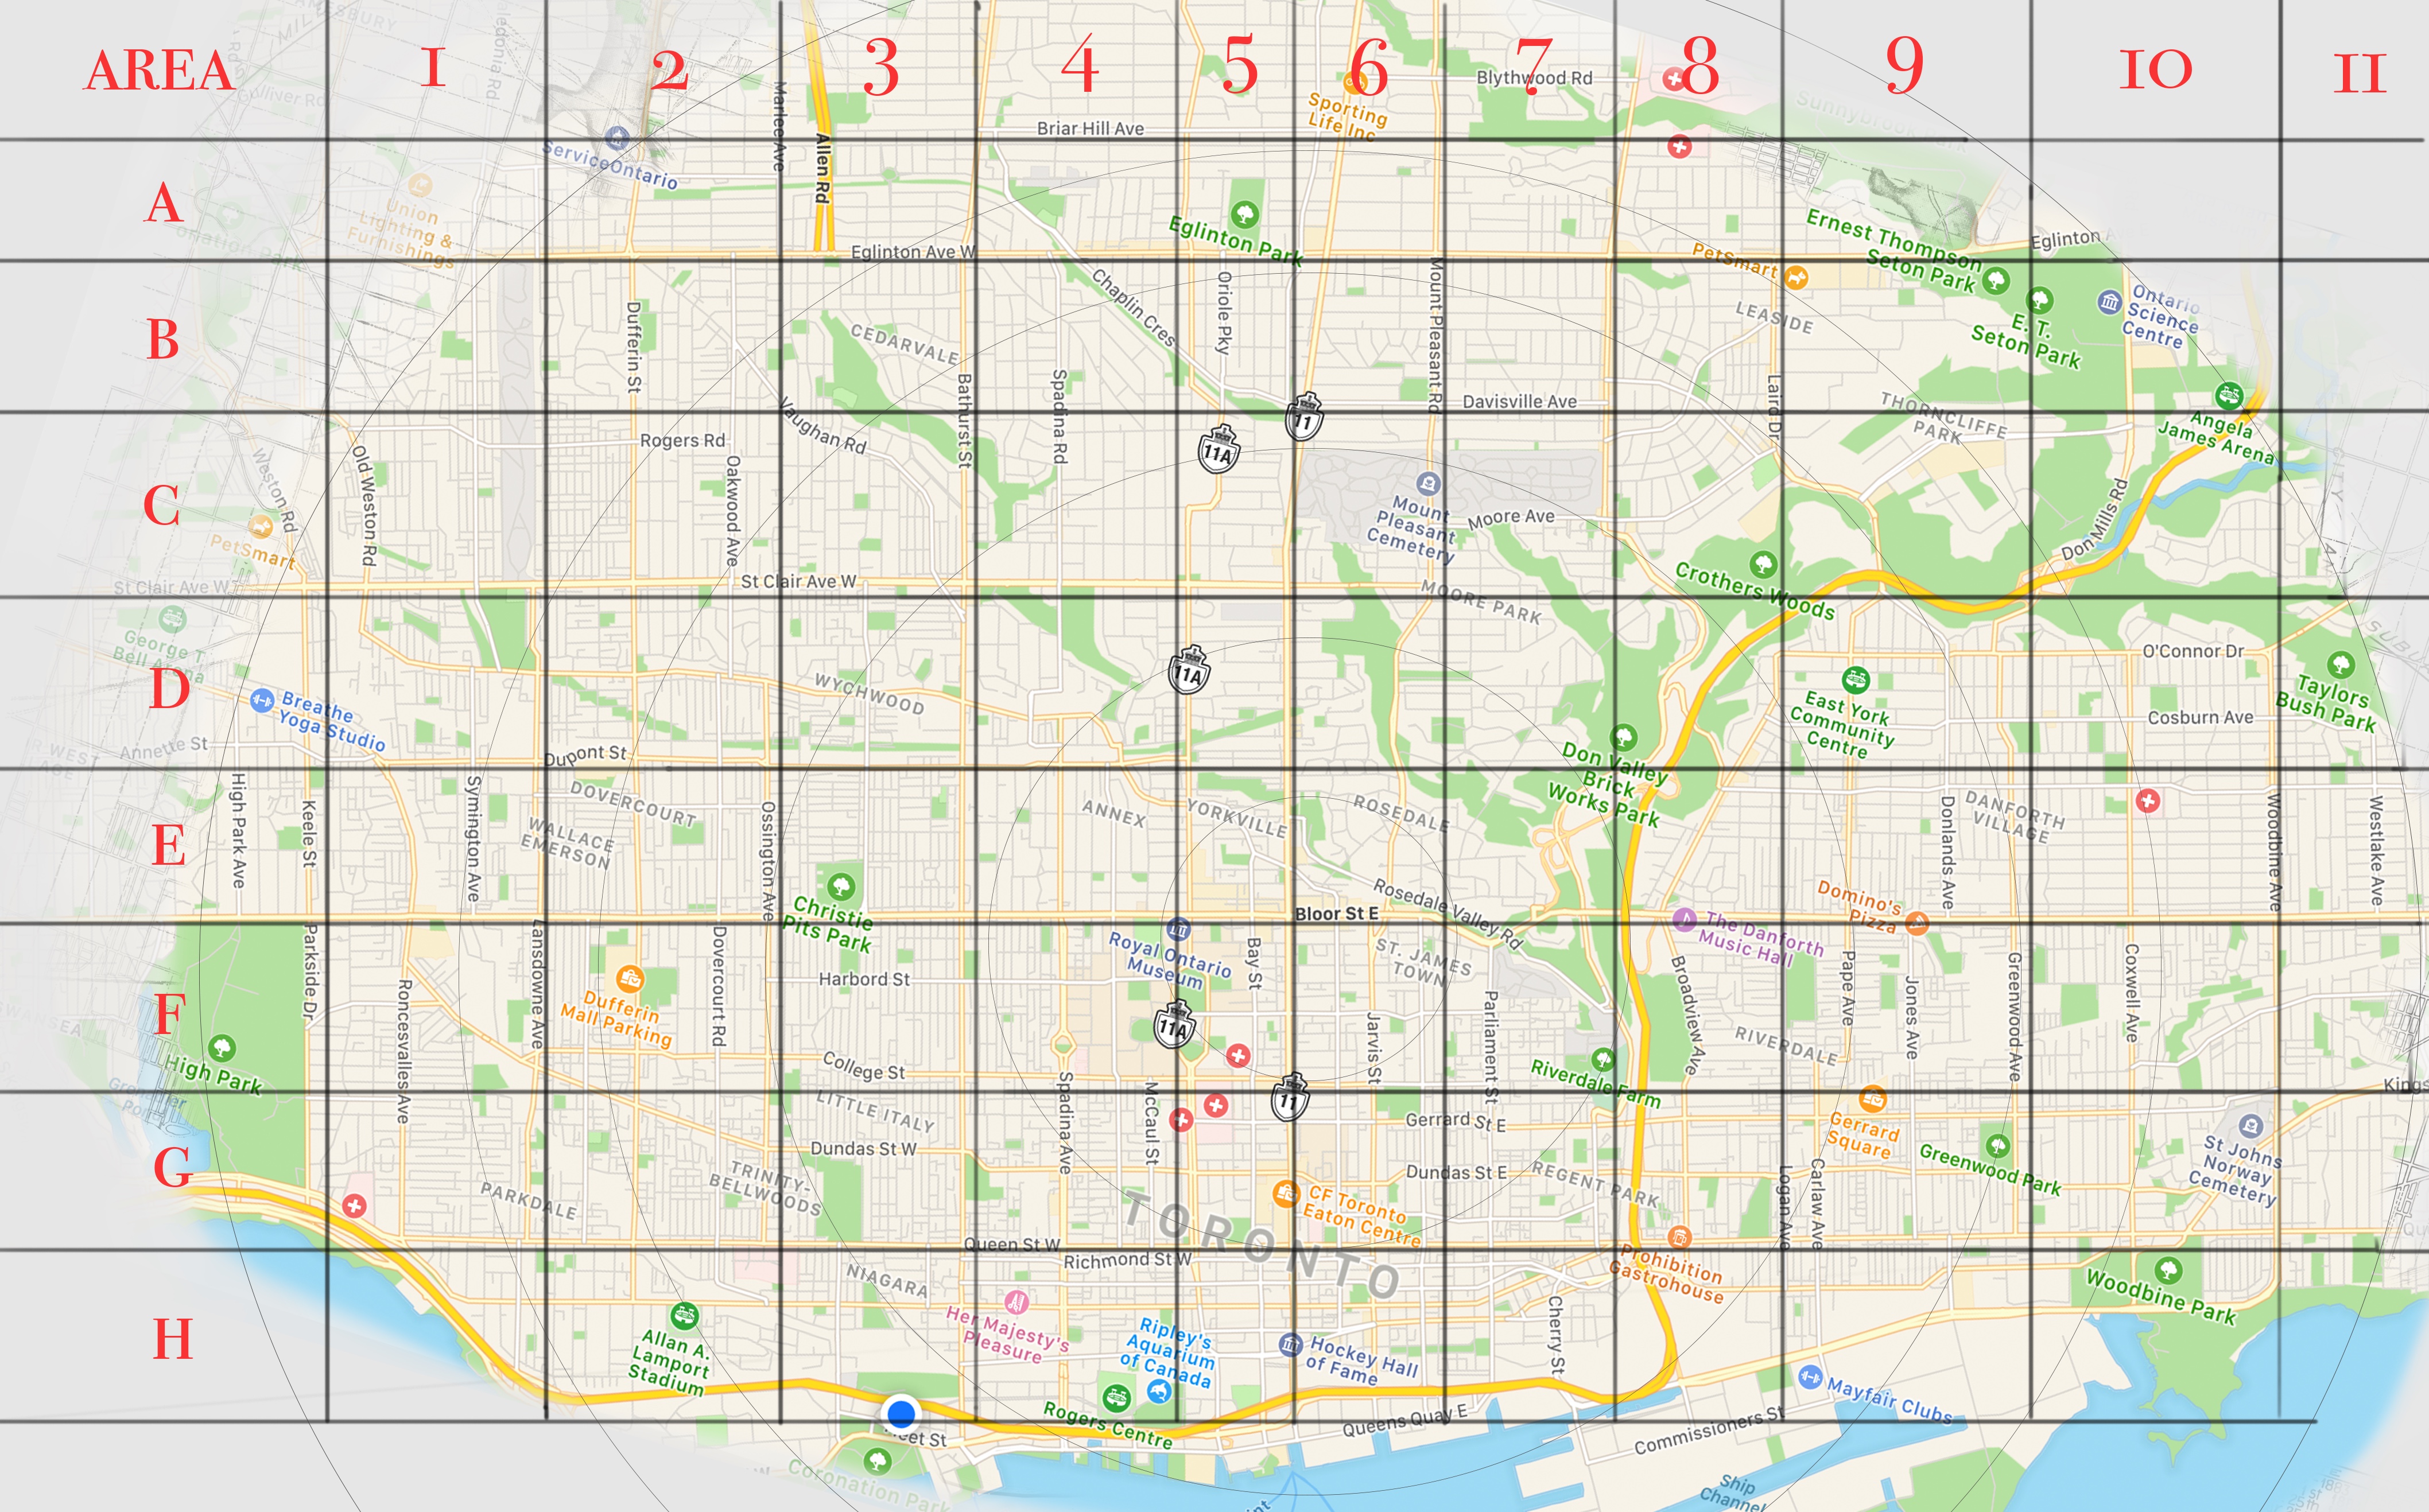 AREA
1
2
3
4
5
6
7
8
9
10
11
A
B
C
D
E
F
G
H
Caledonia Rd
ServiceOntario
Union
Lighting &
Furnishings
Marlee Ave
Allen Rd
Briar Hill Ave
Sporting
Life Inc
Blythwood Rd
Eglinton Park
Eglinton Ave W
Ernest Thompson
Seton Park
Eglinton
PetSmart
E. T.
Seton Park
Ontario
Science
Centre
LEASIDE
Dufferin St
CEDARVALE
Chaplin Cres
Oriole Pky
Mount Pleasant Rd
Bathurst St
Spadina Rd
Davisville Ave
Laird Dr
THORNCLIFFE
PARK
Angela
James Arena
Vaughan Rd
Rogers Rd
Oakwood Ave
11
11A
Weston Rd
Old Weston Rd
PetSmart
Mount
Pleasant
Cemetery
Moore Ave
Don Mills Rd
Crothers Woods
St Clair Ave W
St Clair Ave W
MOORE PARK
George T
Bell Arena
Breathe
Yoga Studio
Annette St
Dupont St
WYCHWOOD
11A
O'Connor Dr
East York
Community
Centre
Cosburn Ave
Taylors
Bush Park
Don Valley
Brick
Works Park
High Park Ave
Keele St
Symington Ave
DOVERCOURT
WALLACE
EMERSON
Ossington Ave
ANNEX
YORKVILLE
ROSEDALE
DANFORTH
VILLAGE
Donlands Ave
Woodbine Ave
Westlake Ave
Christie
Pits Park
Rosedale Valley Rd
Bloor St E
Domino's
Pizza
The Danforth
Music Hall
Royal Ontario
Museum
Bay St
ST. JAMES
TOWN
Parkside Dr
Roncesvalles Ave
Lansdowne Ave
Dufferin
Mall Parking
Dovercourt Rd
Harbord St
11A
Jarvis St
Parliament St
Broadview Ave
RIVERDALE
Pape Ave
Jones Ave
Greenwood Ave
Coxwell Ave
High Park
College St
Riverdale Farm
Spadina Ave
McCaul St
11
Kings
LITTLE ITALY
Gerrard St E
Gerrard
Square
Greenwood Park
St Johns
Norway
Cemetery
Dundas St W
Dundas St E
REGENT PARK
PARKDALE
TRINITY-
BELLWOODS
TORONTO
CF Toronto
Eaton Centre
Logan Ave
Carlaw Ave
Queen St W
Richmond St W
Prohibition
Gastrohouse
Woodbine Park
NIAGARA
Her Majesty's
Pleasure
Ripley's
Aquarium
of Canada
Hockey Hall
of Fame
Cherry St
Allan A.
Lamport
Stadium
Rogers Centre
Mayfair Clubs
Queens Quay E
Commissioners St
Coronation Park
Ship
Channel